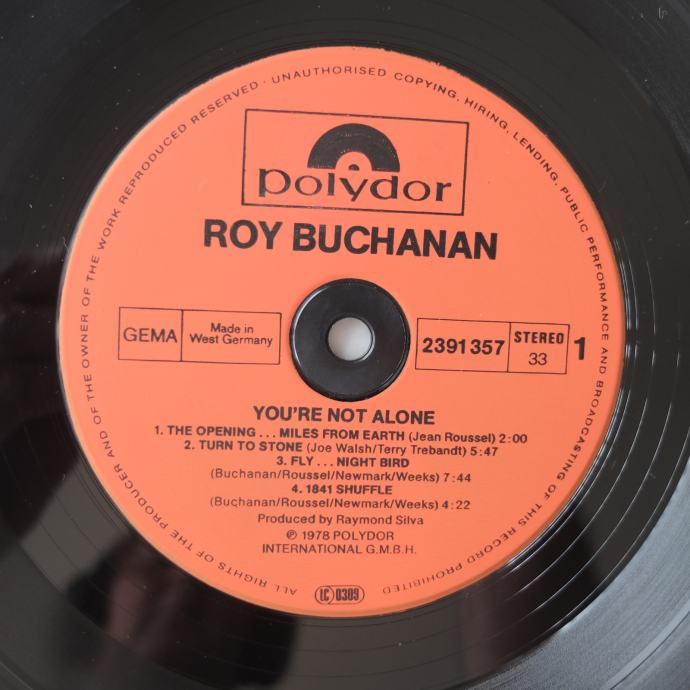 ALL RIGHTS OF THE PRODUCER AND OF THE OWNER OF THE WORK REPRODUCED RESERVED · UNAUTHORISED COPYING, HIRING, LENDING, PUBLIC PERFORMANCE AND BROADCASTING OF THIS RECORD PROHIBITED
polydor
ROY BUCHANAN
GEMA
Made in
West Germany
2391 357
STEREO
33
1
YOU'RE NOT ALONE
1. THE OPENING ... MILES FROM EARTH (Jean Roussel) 2:00
2. TURN TO STONE (Joe Walsh/Terry Trebandt) 5:47
3. FLY ... NIGHT BIRD
(Buchanan/Roussel/Newmark/Weeks) 7:44
4. 1841 SHUFFLE
(Buchanan/Roussel/Newmark/Weeks) 4:22
Produced by Raymond Silva
℗ 1978 POLYDOR
INTERNATIONAL G.M.B.H.
LC 0309